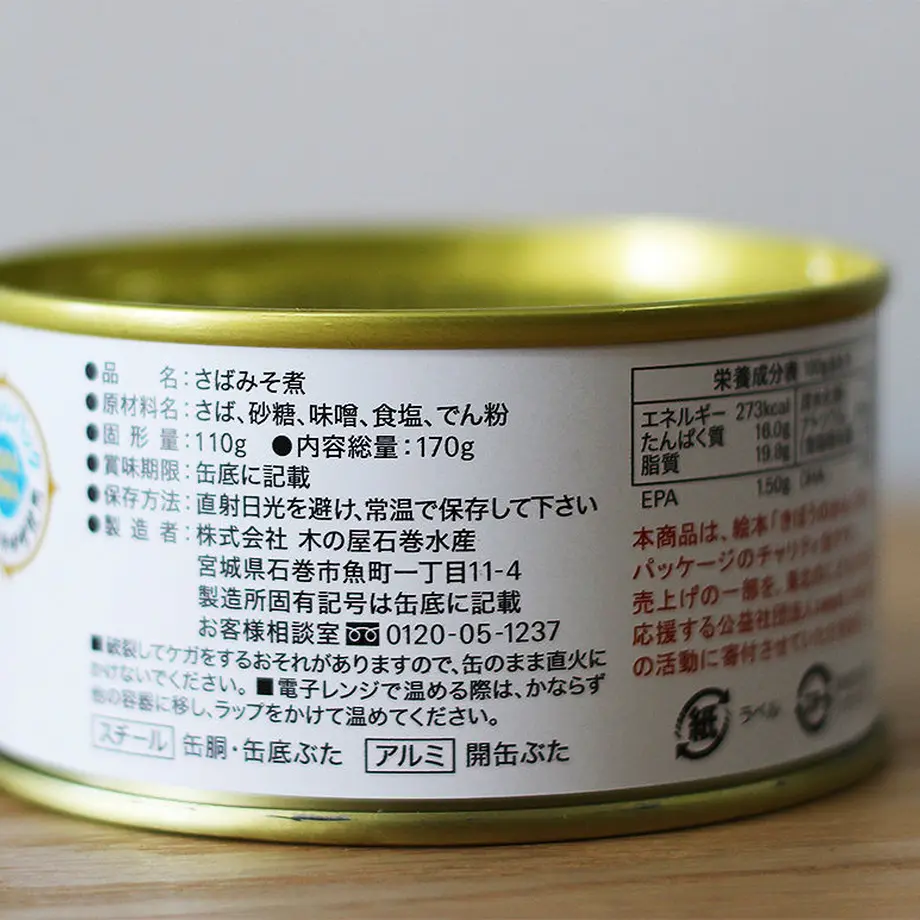 ●品　　名：さばみそ煮
●原材料名：さば、砂糖、味噌、食塩、でん粉
●固 形 量：110g　●内容総量：170g
●賞味期限：缶底に記載
●保存方法：直射日光を避け、常温で保存して下さい
●製 造 者：株式会社 木の屋石巻水産
宮城県石巻市魚町一丁目11-4
製造所固有記号は缶底に記載
お客様相談室 0120-05-1237
■破裂してケガをするおそれがありますので、缶のまま直火に
かけないでください。■電子レンジで温める際は、かならず
他の容器に移し、ラップをかけて温めてください。
スチール 缶胴・缶底ぶた　アルミ 開缶ぶた
栄養成分表
エネルギー 273kcal
たんぱく質 16.0g
脂質 19.8g
EPA 1.50g DHA
本商品は、絵本「きぼうの
パッケージのチャリティ
売上げの一部を、
応援する公益社団法人
の活動に寄付させていただ
紙 ラベル